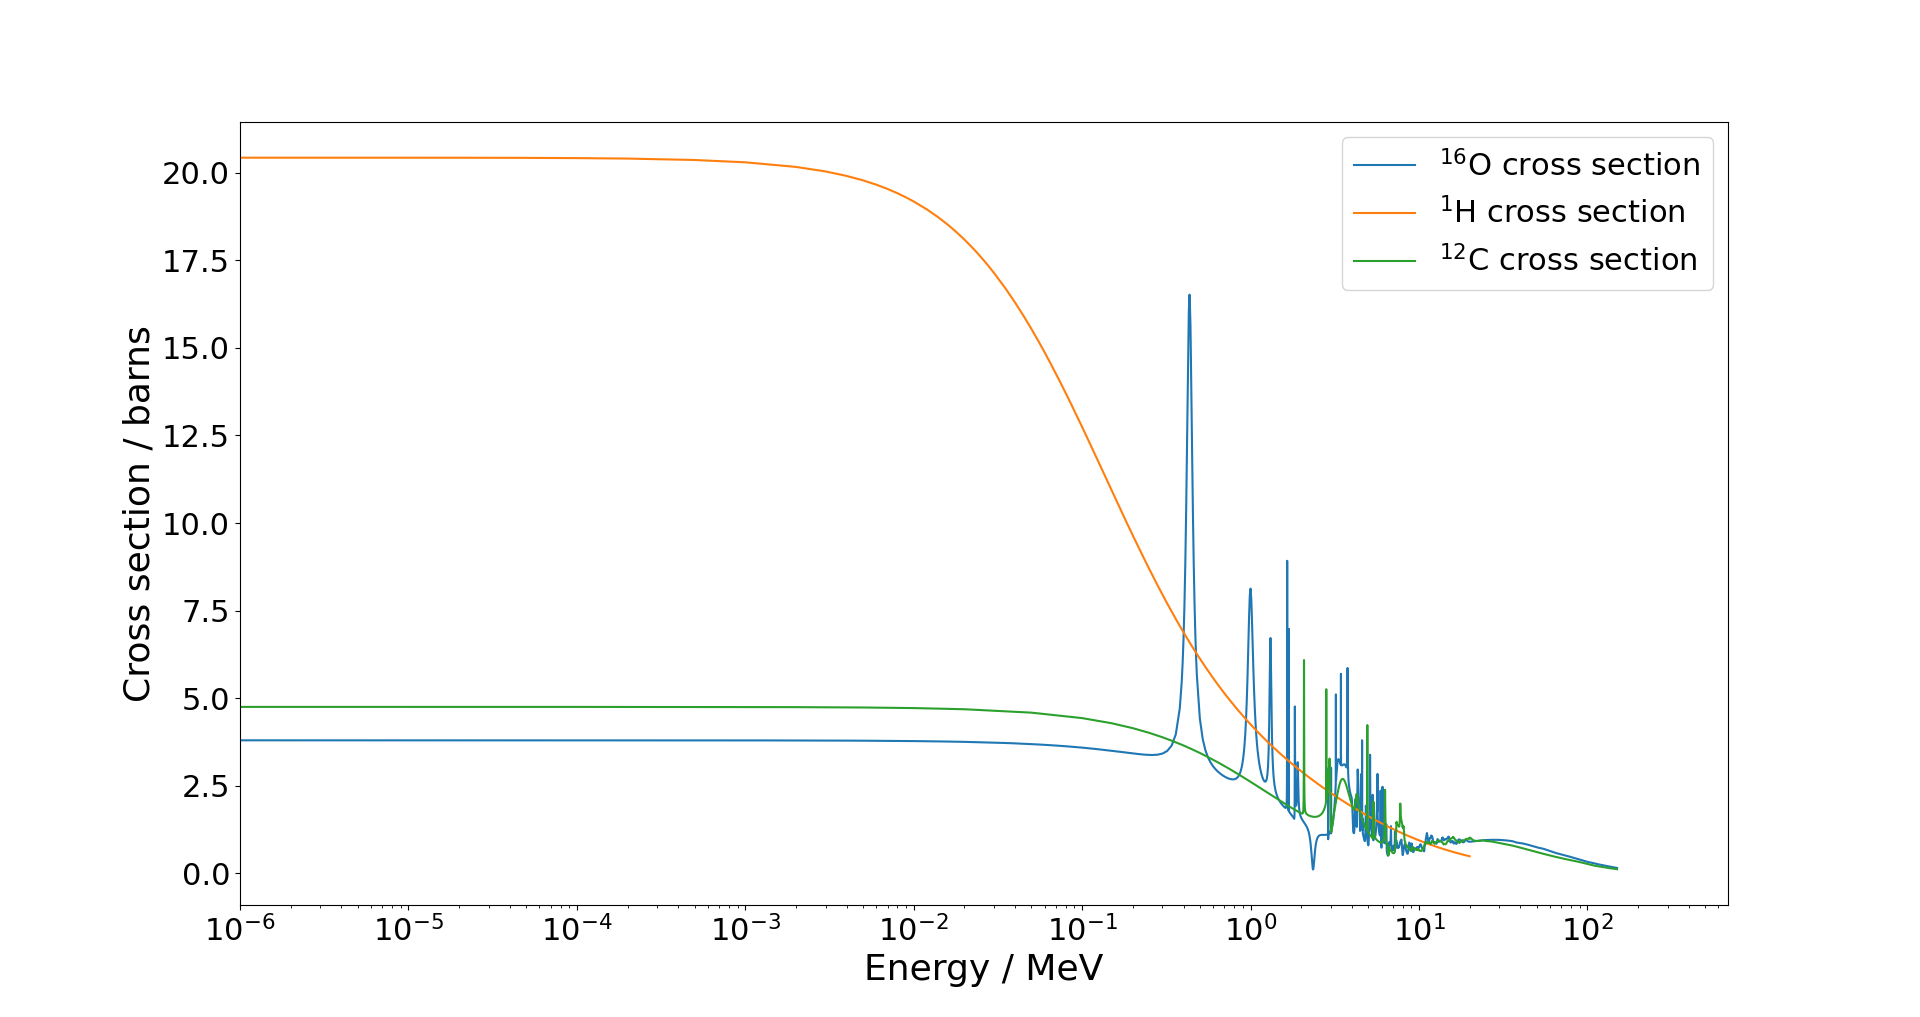 ¹⁶O cross section
¹H cross section
¹²C cross section
20.0
17.5
15.0
12.5
10.0
7.5
5.0
2.5
0.0
Cross section / barns
10⁻⁶ 10⁻⁵ 10⁻⁴ 10⁻³ 10⁻² 10⁻¹ 10⁰ 10¹ 10²
Energy / MeV